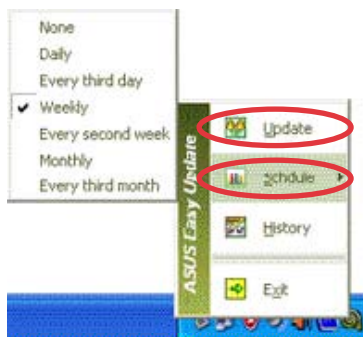 None
Daily
Every third day
Weekly
Every second week
Monthly
Every third month
ASUS Easy Update
Update
Schdule
History
Exit